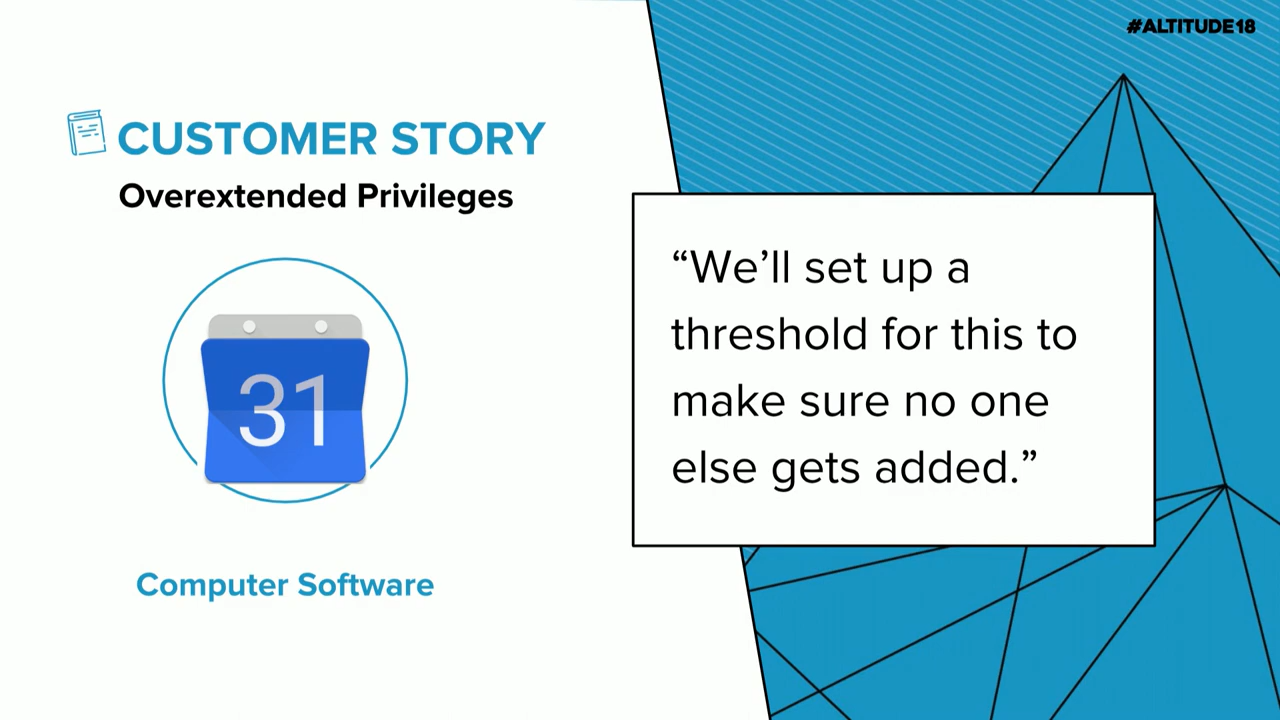 #ALTITUDE18
CUSTOMER STORY
Overextended Privileges
31
Computer Software
“We’ll set up a
threshold for this to
make sure no one
else gets added.”